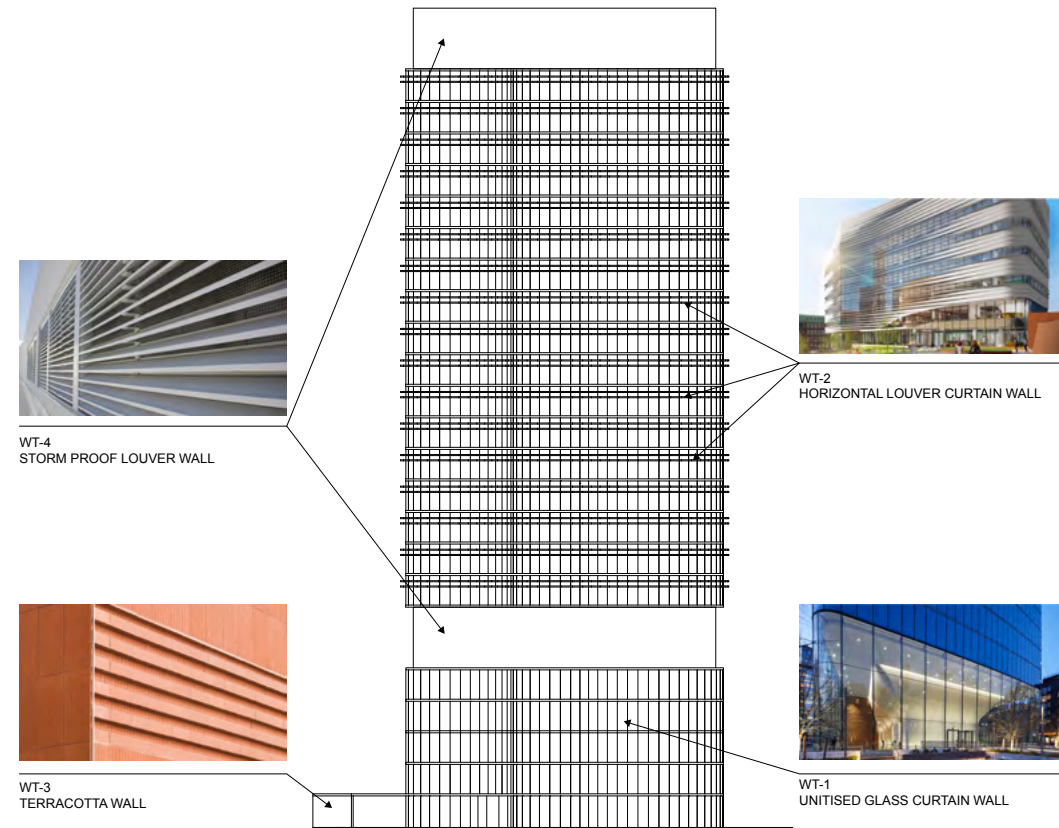 WT-2
HORIZONTAL LOUVER CURTAIN WALL
WT-4
STORM PROOF LOUVER WALL
WT-3
TERRACOTTA WALL
WT-1
UNITISED GLASS CURTAIN WALL